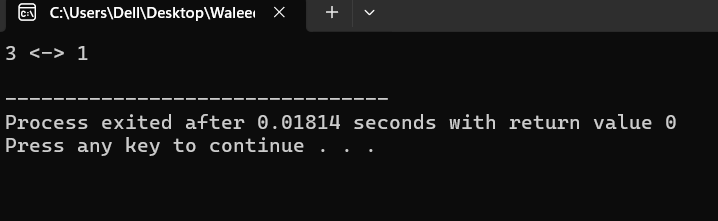 C:\Users\Dell\Desktop\Walee
3 <-> 1
--------------------------------
Process exited after 0.01814 seconds with return value 0
Press any key to continue . . .